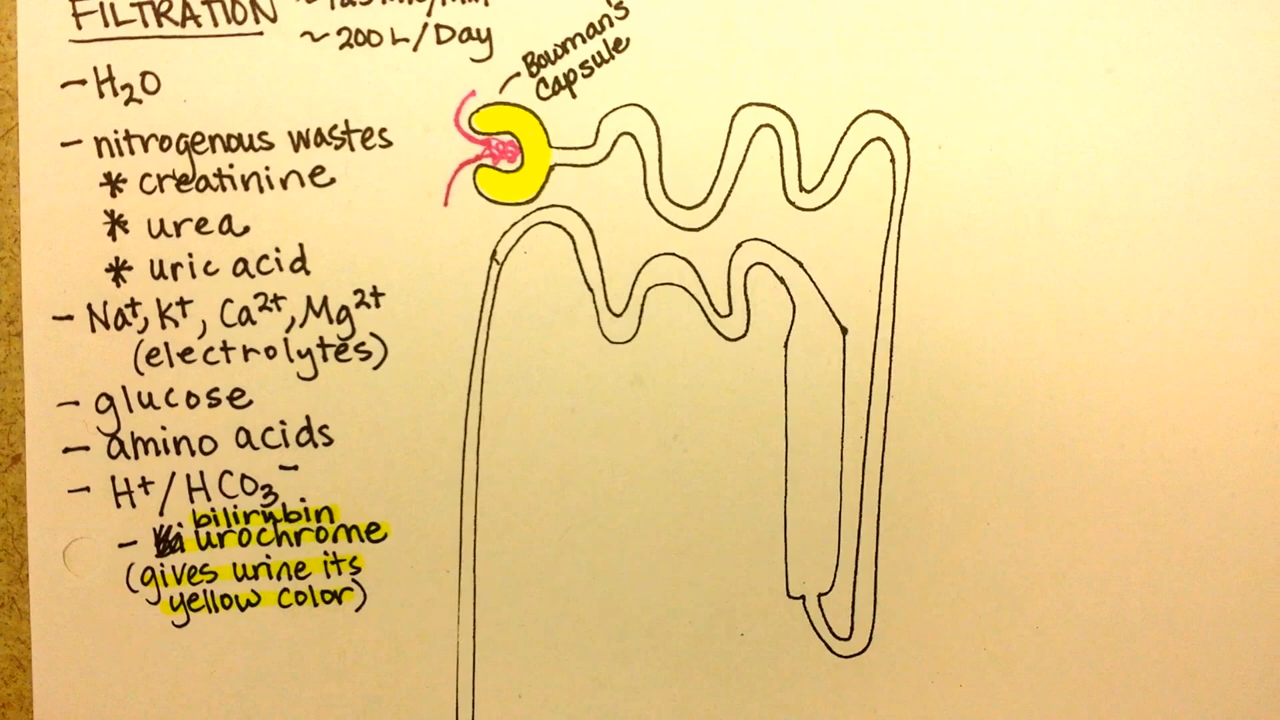 FILTRATION
~ 200 L/Day
Bowman's
Capsule
- H₂O
- nitrogenous wastes
* creatinine
* urea
* uric acid
- Na⁺, K⁺, Ca²⁺, Mg²⁺
(electrolytes)
- glucose
- amino acids
- H⁺/HCO₃⁻
bilirubin
- urochrome
(gives urine its
yellow color)